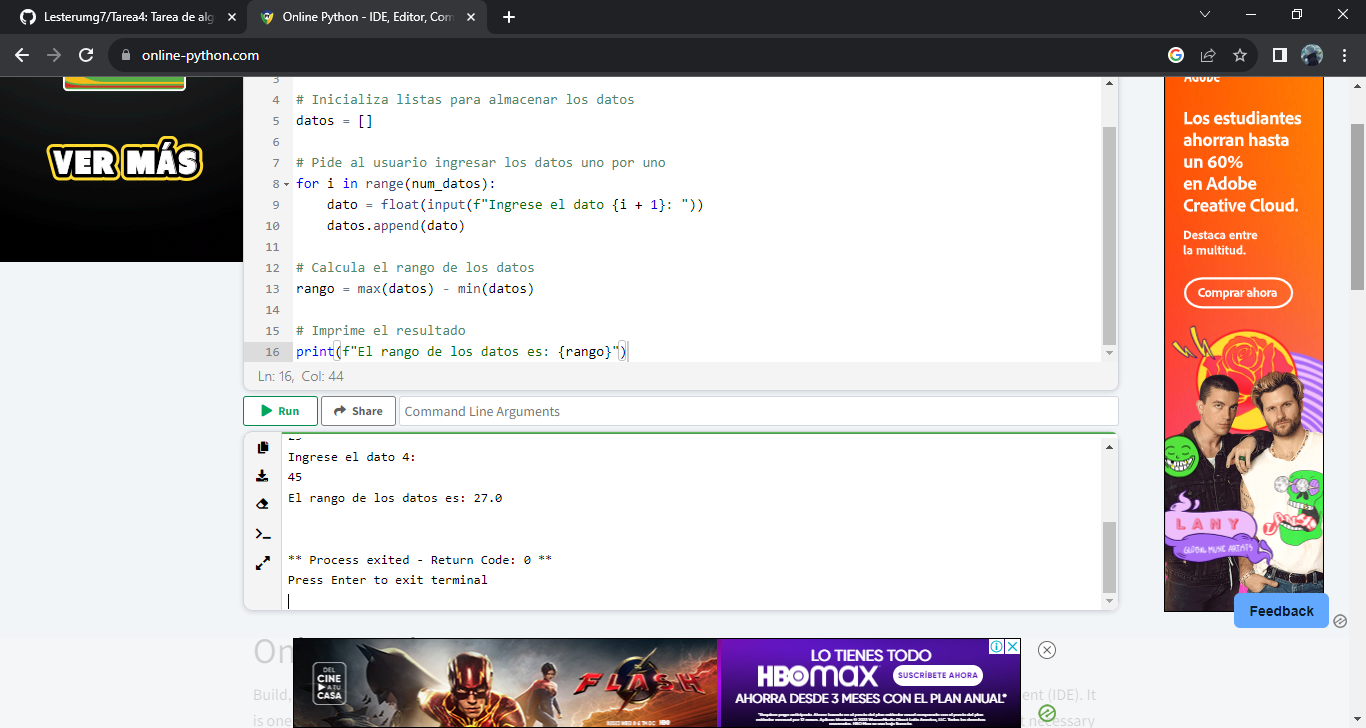 Lesterumg7/Tarea4: Tarea de alg
Online Python - IDE, Editor, Com
online-python.com
VER MÁS
3
4 # Inicializa listas para almacenar los datos
5 datos = []
6
7 # Pide al usuario ingresar los datos uno por uno
8 for i in range(num_datos):
9 dato = float(input(f"Ingrese el dato {i + 1}: "))
10 datos.append(dato)
11
12 # Calcula el rango de los datos
13 rango = max(datos) - min(datos)
14
15 # Imprime el resultado
16 print(f"El rango de los datos es: {rango}")
Ln: 16, Col: 44
Run
Share
Command Line Arguments
Ingrese el dato 4:
45
El rango de los datos es: 27.0
** Process exited - Return Code: 0 **
Press Enter to exit terminal
Adobe
Los estudiantes
ahorran hasta
un 60%
en Adobe
Creative Cloud.
Destaca entre
la multitud.
Comprar ahora
LANY
GLOBAL MUSIC ARTISTS
Feedback
DEL
CINE
A TU
CASA
FLASH
LO TIENES TODO
HBOMAX
SUSCRÍBETE AHORA
AHORRA DESDE 3 MESES CON EL PLAN ANUAL*
On
Build,
ent (IDE). It
is one
t necessary